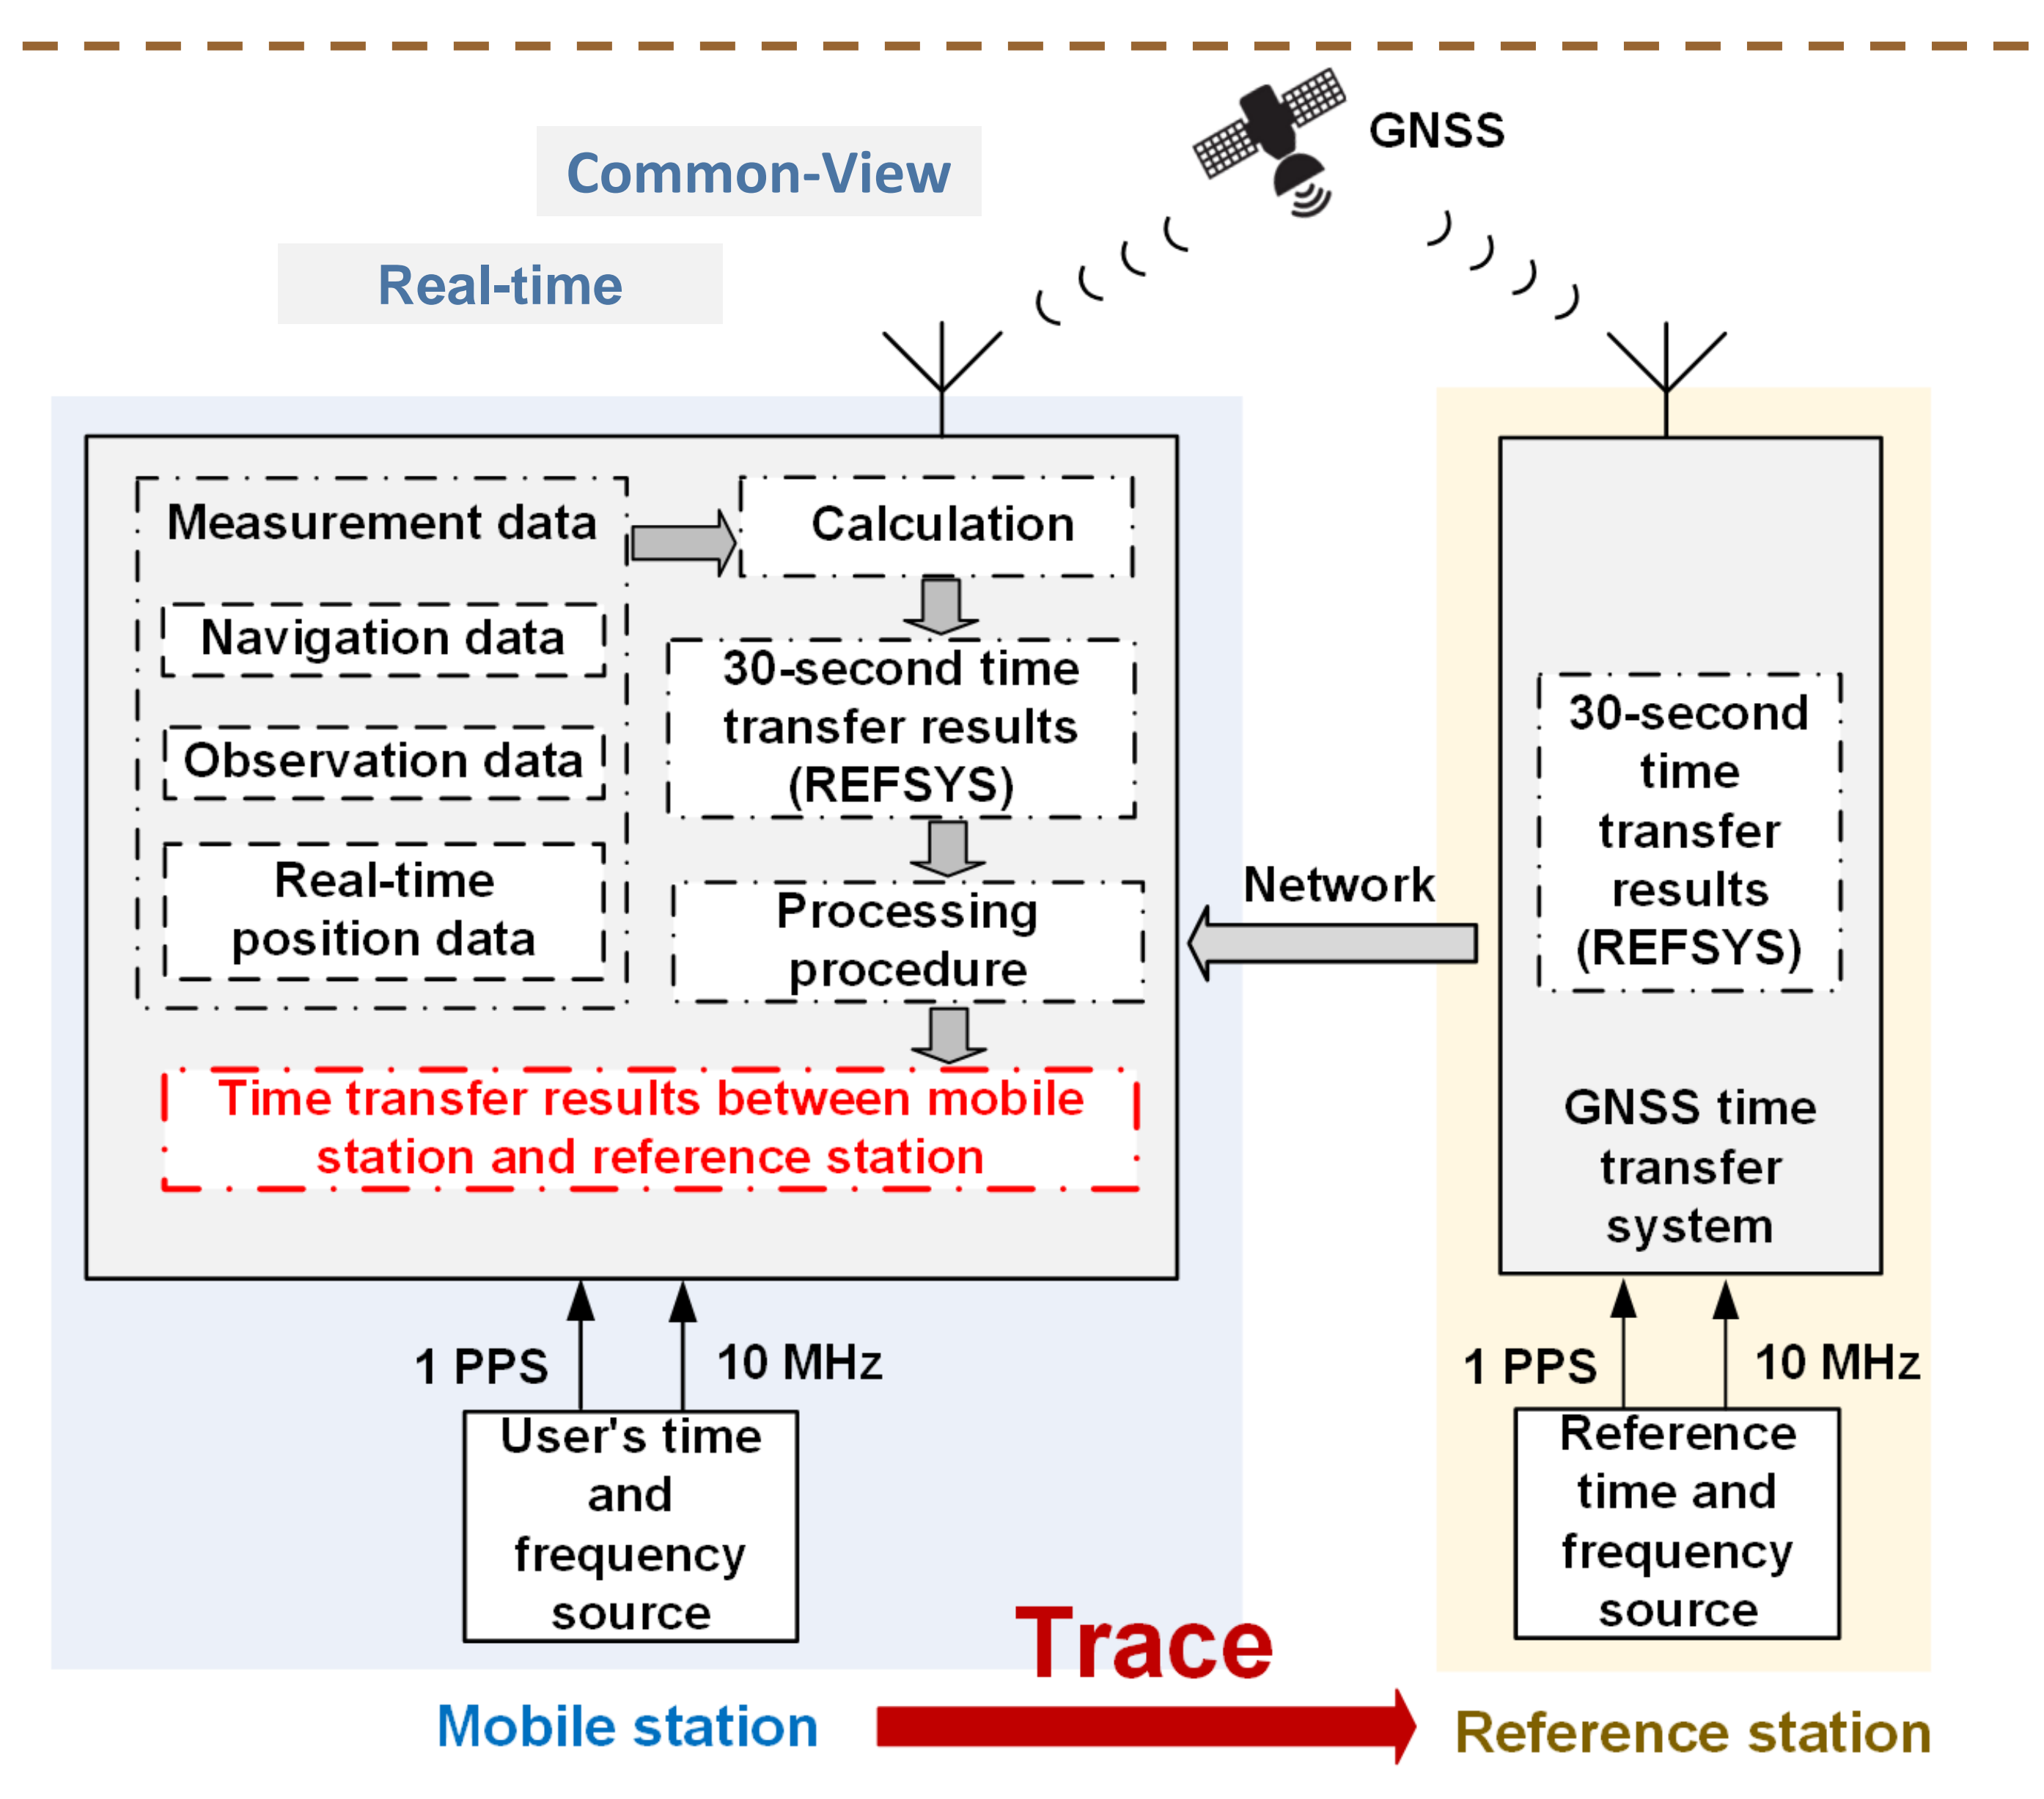 GNSS
Common-View
Real-time
Measurement data
Navigation data
Observation data
Real-time
position data
Calculation
30-second time
transfer results
(REFSYS)
Processing
procedure
Time transfer results between mobile
station and reference station
Network
30-second
time
transfer
results
(REFSYS)
GNSS time
transfer
system
1 PPS
10 MHz
User's time
and
frequency
source
1 PPS
10 MHz
Reference
time and
frequency
source
Trace
Mobile station
Reference station